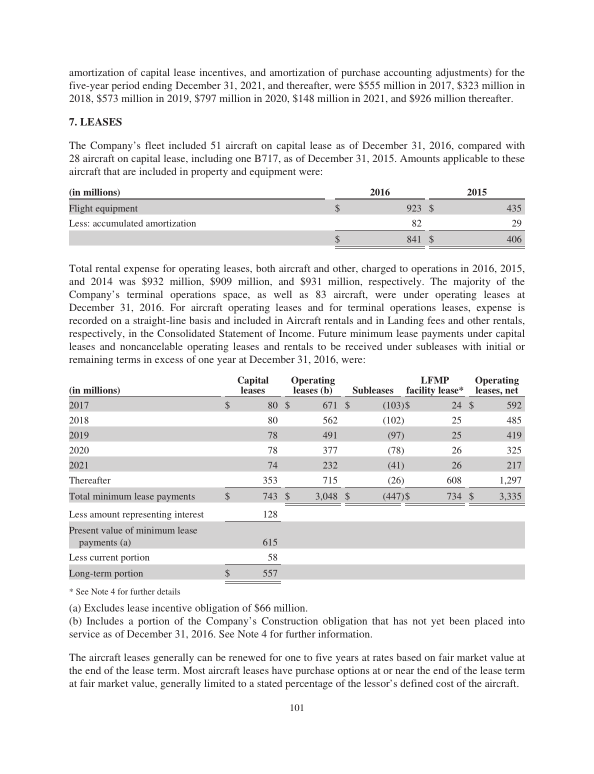 amortization of capital lease incentives, and amortization of purchase accounting adjustments) for the
five-year period ending December 31, 2021, and thereafter, were $555 million in 2017, $323 million in
2018, $573 million in 2019, $797 million in 2020, $148 million in 2021, and $926 million thereafter.
7. LEASES
The Company's fleet included 51 aircraft on capital lease as of December 31, 2016, compared with
28 aircraft on capital lease, including one B717, as of December 31, 2015. Amounts applicable to these
aircraft that are included in property and equipment were:
(in millions) 2016 2015
Flight equipment $ 923 $ 435
Less: accumulated amortization 82 29
$ 841 $ 406
Total rental expense for operating leases, both aircraft and other, charged to operations in 2016, 2015,
and 2014 was $932 million, $909 million, and $931 million, respectively. The majority of the
Company's terminal operations space, as well as 83 aircraft, were under operating leases at
December 31, 2016. For aircraft operating leases and for terminal operations leases, expense is
recorded on a straight-line basis and included in Aircraft rentals and in Landing fees and other rentals,
respectively, in the Consolidated Statement of Income. Future minimum lease payments under capital
leases and noncancelable operating leases and rentals to be received under subleases with initial or
remaining terms in excess of one year at December 31, 2016, were:
Capital Operating LFMP Operating
(in millions) leases leases (b) Subleases facility lease* leases, net
2017 $ 80 $ 671 $ (103) $ 24 $ 592
2018 80 562 (102) 25 485
2019 78 491 (97) 25 419
2020 78 377 (78) 26 325
2021 74 232 (41) 26 217
Thereafter 353 715 (26) 608 1,297
Total minimum lease payments $ 743 $ 3,048 $ (447) $ 734 $ 3,335
Less amount representing interest 128
Present value of minimum lease
payments (a) 615
Less current portion 58
Long-term portion $ 557
* See Note 4 for further details
(a) Excludes lease incentive obligation of $66 million.
(b) Includes a portion of the Company's Construction obligation that has not yet been placed into
service as of December 31, 2016. See Note 4 for further information.
The aircraft leases generally can be renewed for one to five years at rates based on fair market value at
the end of the lease term. Most aircraft leases have purchase options at or near the end of the lease term
at fair market value, generally limited to a stated percentage of the lessor's defined cost of the aircraft.
101